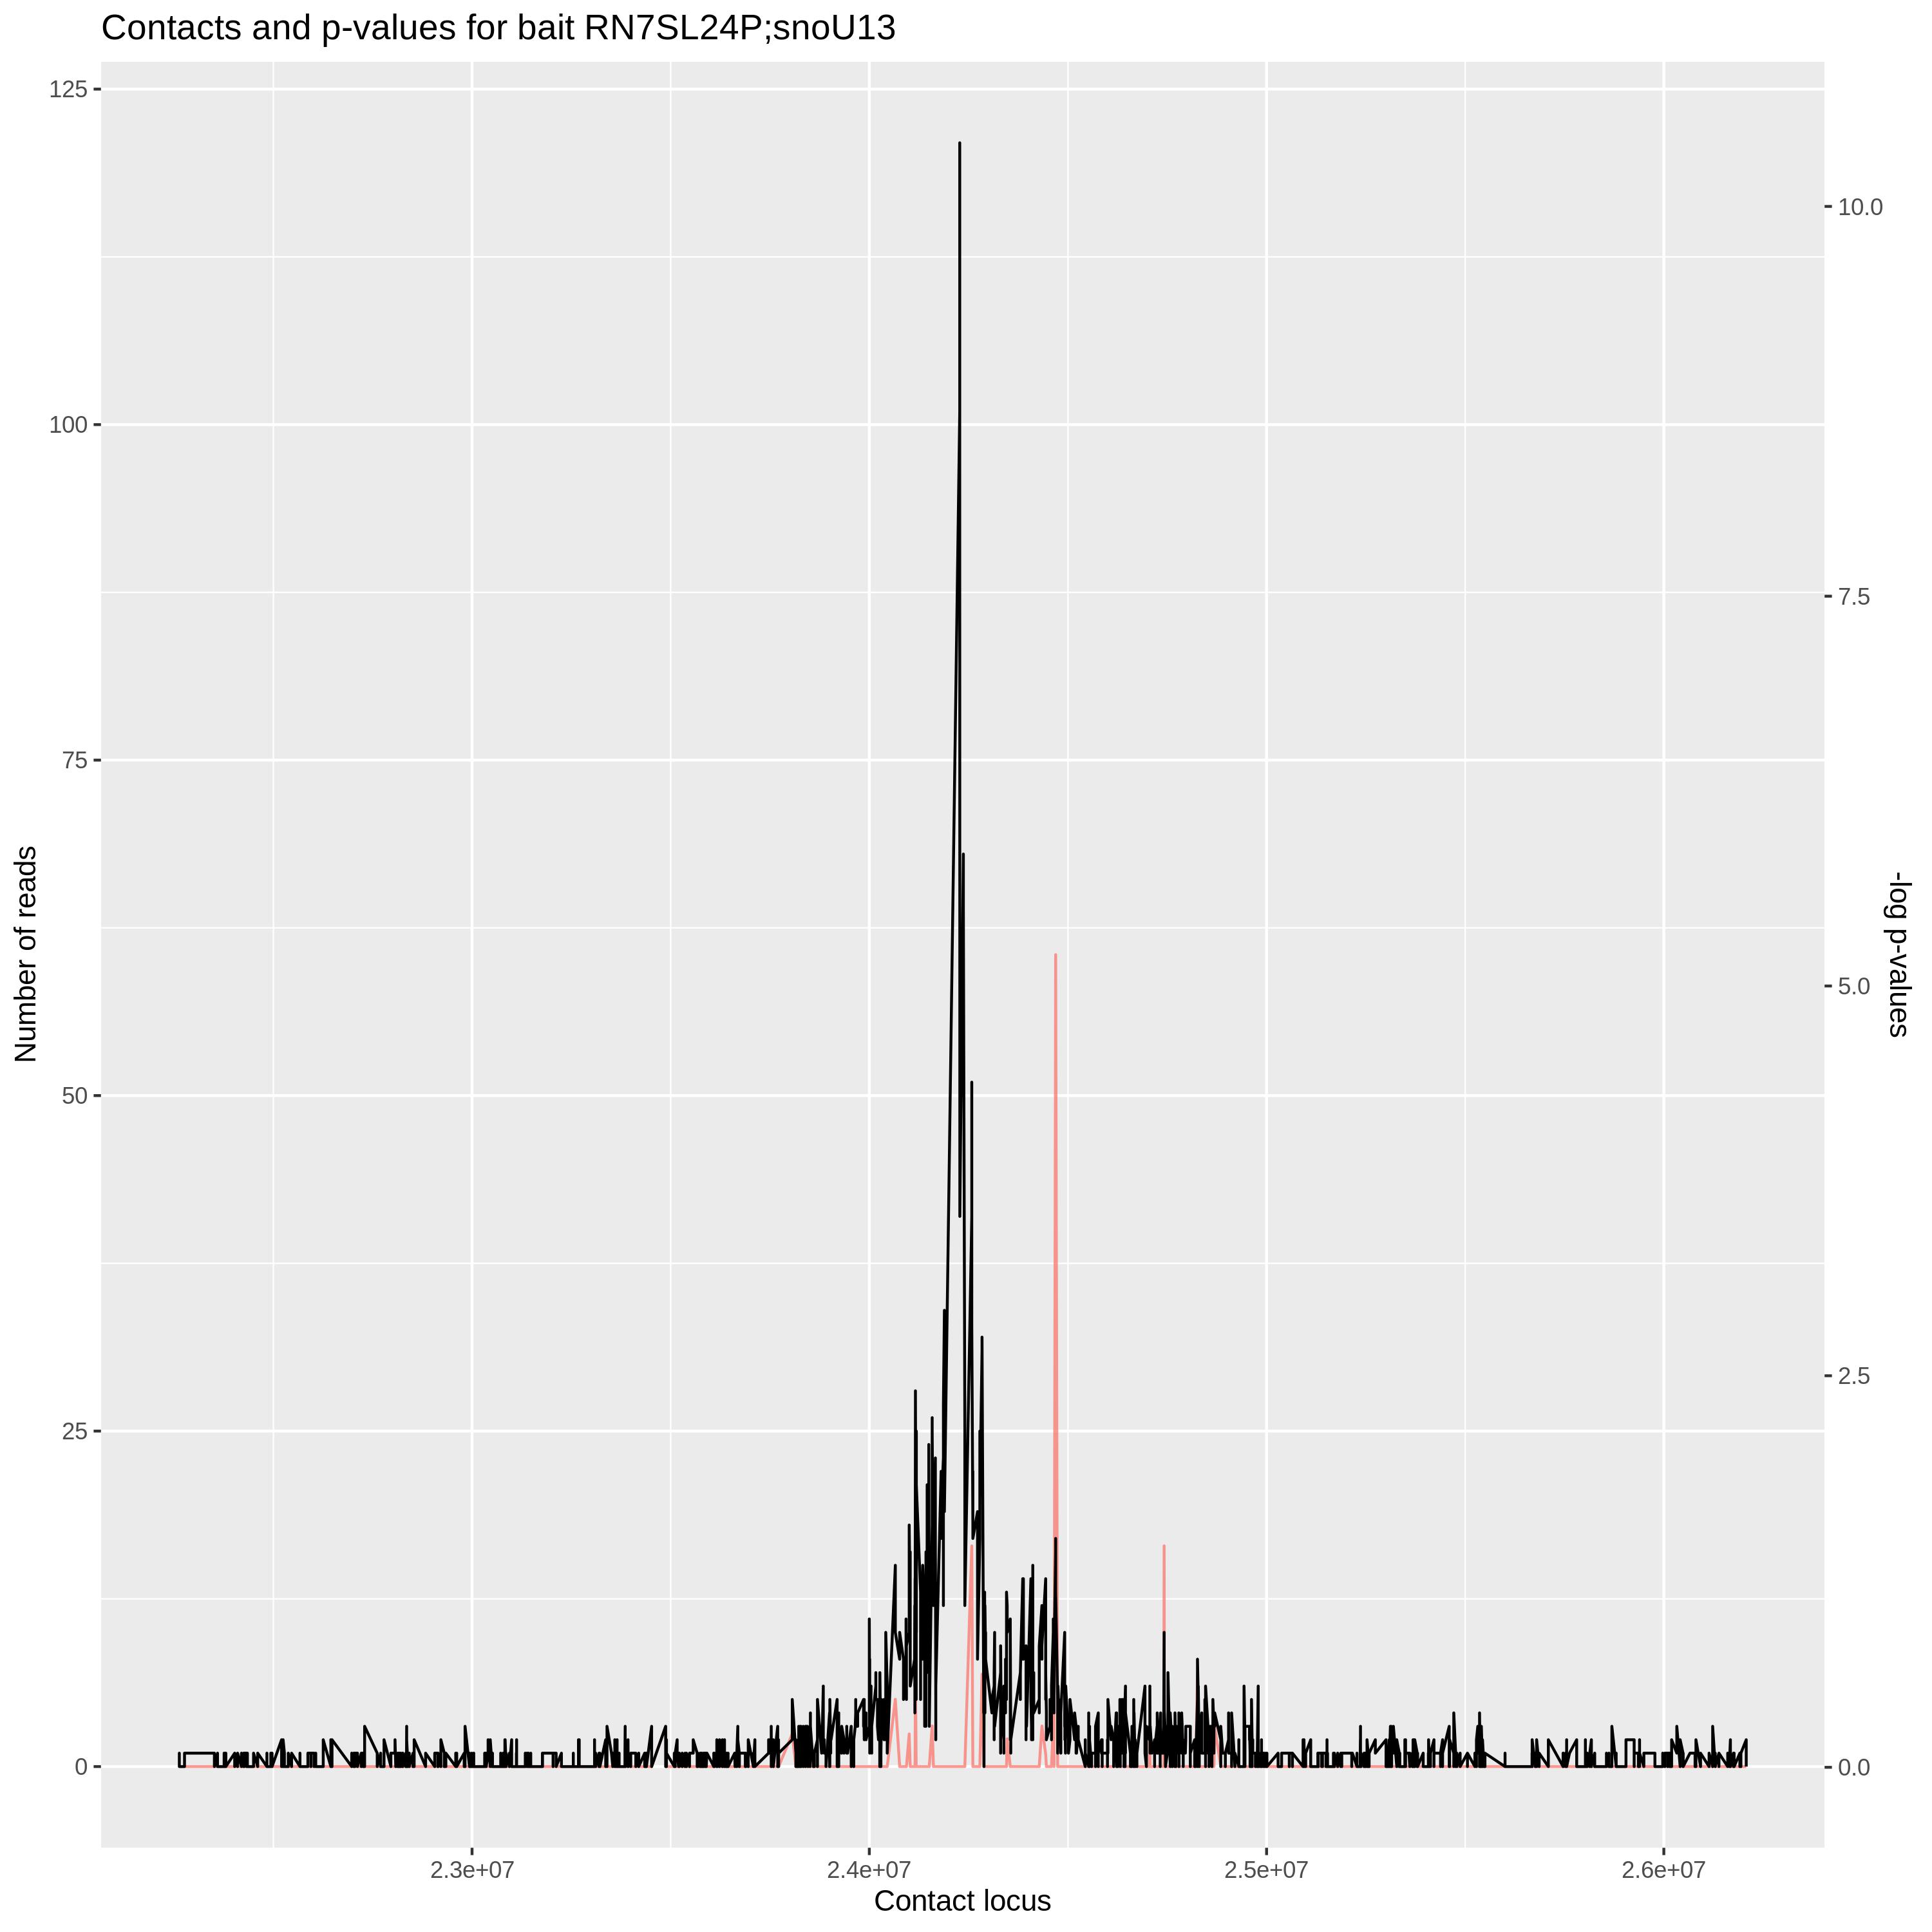 Contacts and p-values for bait RN7SL24P;snoU13
125
100
75
50
25
0
Number of reads
10.0
7.5
5.0
2.5
0.0
-log p-values
2.3e+07
2.4e+07
2.5e+07
2.6e+07
Contact locus